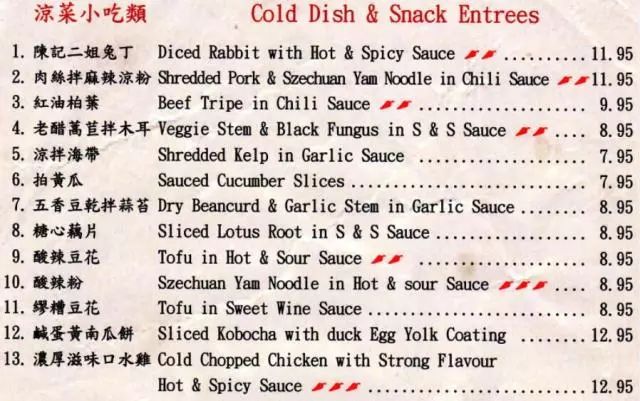 涼菜小吃類 Cold Dish & Snack Entrees
1. 陳記二姐兔丁 Diced Rabbit with Hot & Spicy Sauce .......... 11.95
2. 肉絲拌麻辣涼粉 Shredded Pork & Szechuan Yam Noodle in Chili Sauce 11.95
3. 紅油柏葉 Beef Tripe in Chili Sauce .................... 9.95
4. 老醋萵苣拌木耳 Veggie Stem & Black Fungus in S & S Sauce ..... 8.95
5. 涼拌海帶 Shredded Kelp in Garlic Sauce .................. 7.95
6. 拍黃瓜 Sauced Cucumber Slices ......................... 7.95
7. 五香豆乾拌蒜苔 Dry Beancurd & Garlic Stem in Garlic Sauce ....... 8.95
8. 糖心藕片 Sliced Lotus Root in S & S Sauce ............... 8.95
9. 酸辣豆花 Tofu in Hot & Sour Sauce ..................... 8.95
10. 酸辣粉 Szechuan Yam Noodle in Hot & sour Sauce ...... 8.95
11. 繆糟豆花 Tofu in Sweet Wine Sauce ....................... 8.95
12. 鹹蛋黃南瓜餅 Sliced Kobocha with duck Egg Yolk Coating ....... 12.95
13. 濃厚滋味口水雞 Cold Chopped Chicken with Strong Flavour
Hot & Spicy Sauce .......................... 12.95